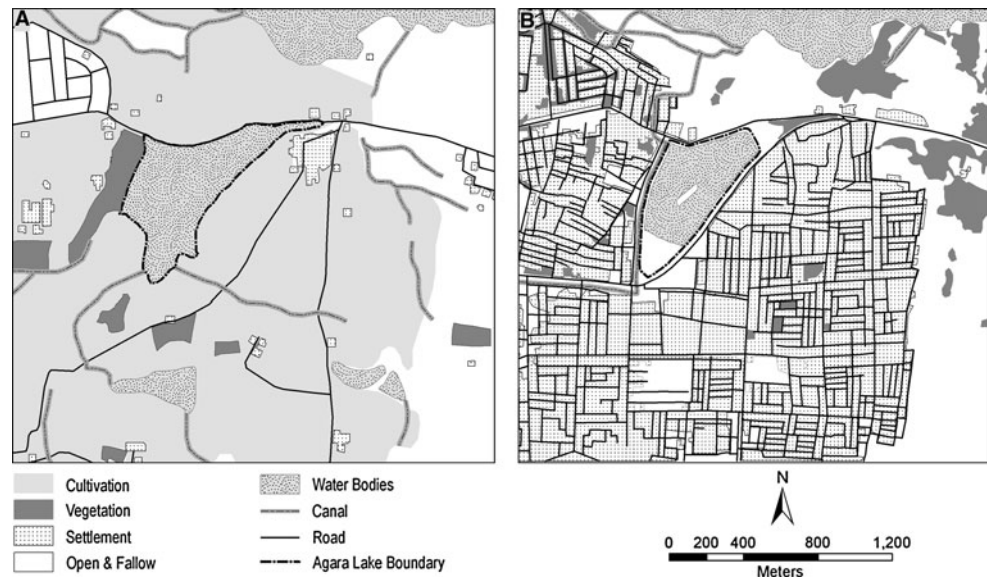 A
B
Cultivation
Vegetation
Settlement
Open & Fallow
Water Bodies
Canal
Road
Agara Lake Boundary
N
0 200 400 800 1,200
Meters